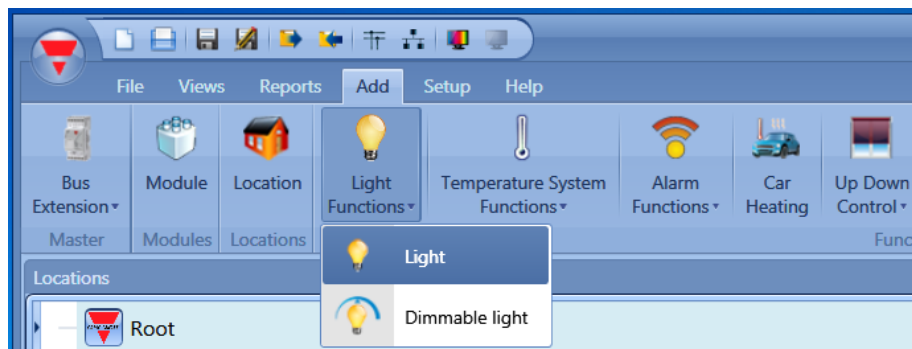 File Views Reports Add Setup Help
Bus Extension
Module
Location
Light Functions
Temperature System Functions
Alarm Functions
Car Heating
Up Down Control
Master Modules Locations Func
Light
Dimmable light
Locations
Root